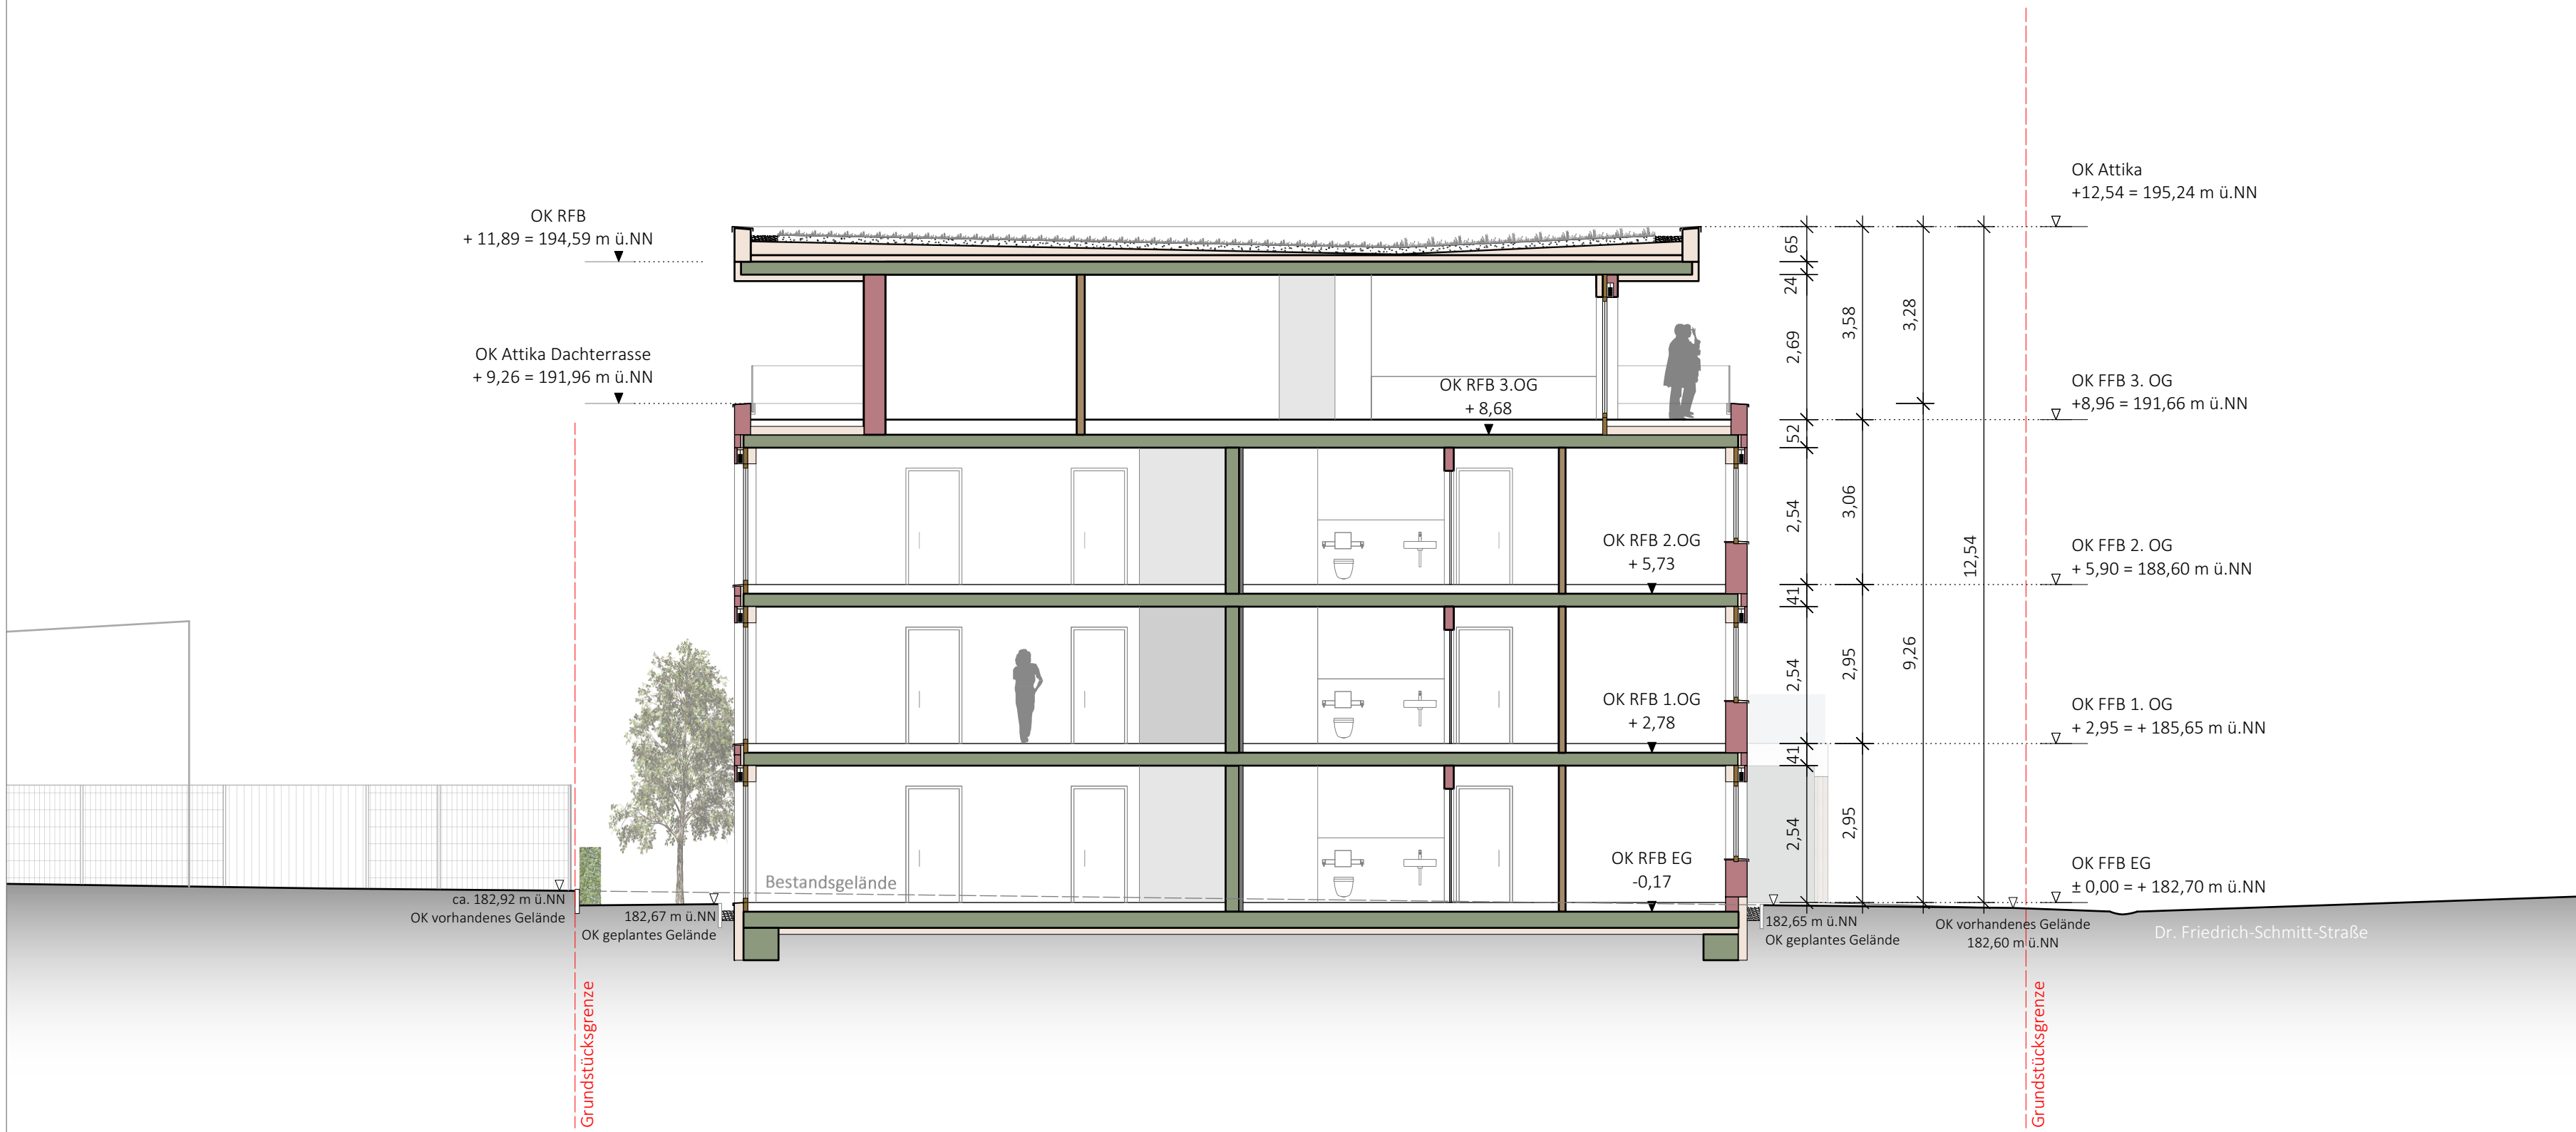 OK Attika
+12,54 = 195,24 m ü.NN
OK RFB
+ 11,89 = 194,59 m ü.NN
65
24
3,58
3,28
2,69
OK Attika Dachterrasse
+ 9,26 = 191,96 m ü.NN
OK RFB 3.OG
+ 8,68
OK FFB 3. OG
+8,96 = 191,66 m ü.NN
52
2,54
3,06
OK RFB 2.OG
+ 5,73
12,54
OK FFB 2. OG
+ 5,90 = 188,60 m ü.NN
41
9,26
2,54
2,95
OK RFB 1.OG
+ 2,78
OK FFB 1. OG
+ 2,95 = + 185,65 m ü.NN
41
2,54
2,95
OK RFB EG
-0,17
OK FFB EG
± 0,00 = + 182,70 m ü.NN
Bestandsgelände
ca. 182,92 m ü.NN
OK vorhandenes Gelände
182,67 m ü.NN
OK geplantes Gelände
182,65 m ü.NN
OK geplantes Gelände
OK vorhandenes Gelände
182,60 m ü.NN
Dr. Friedrich-Schmitt-Straße
Grundstücksgrenze
Grundstücksgrenze